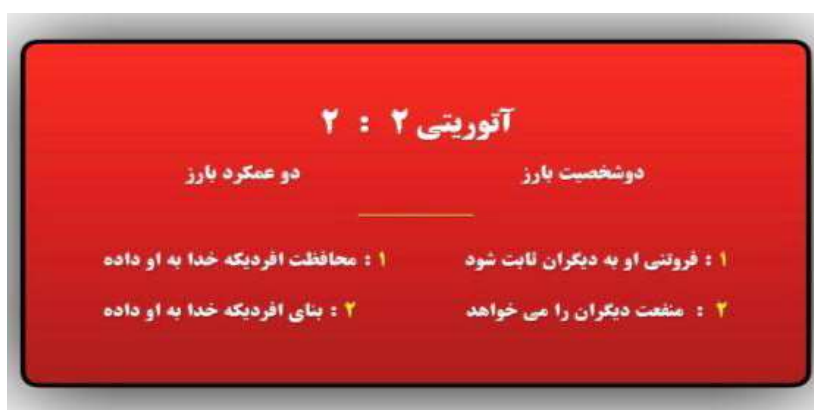 آتوریتی ۲ : ۲
دوشخصیت بارز دو عمکرد بارز
۱ : فروتنی او به دیگران ثابت شود ۱ : محافظت افردیکه خدا به او داده
۲ : منفعت دیگران را می خواهد ۲ : بنای افردیکه خدا به او داده